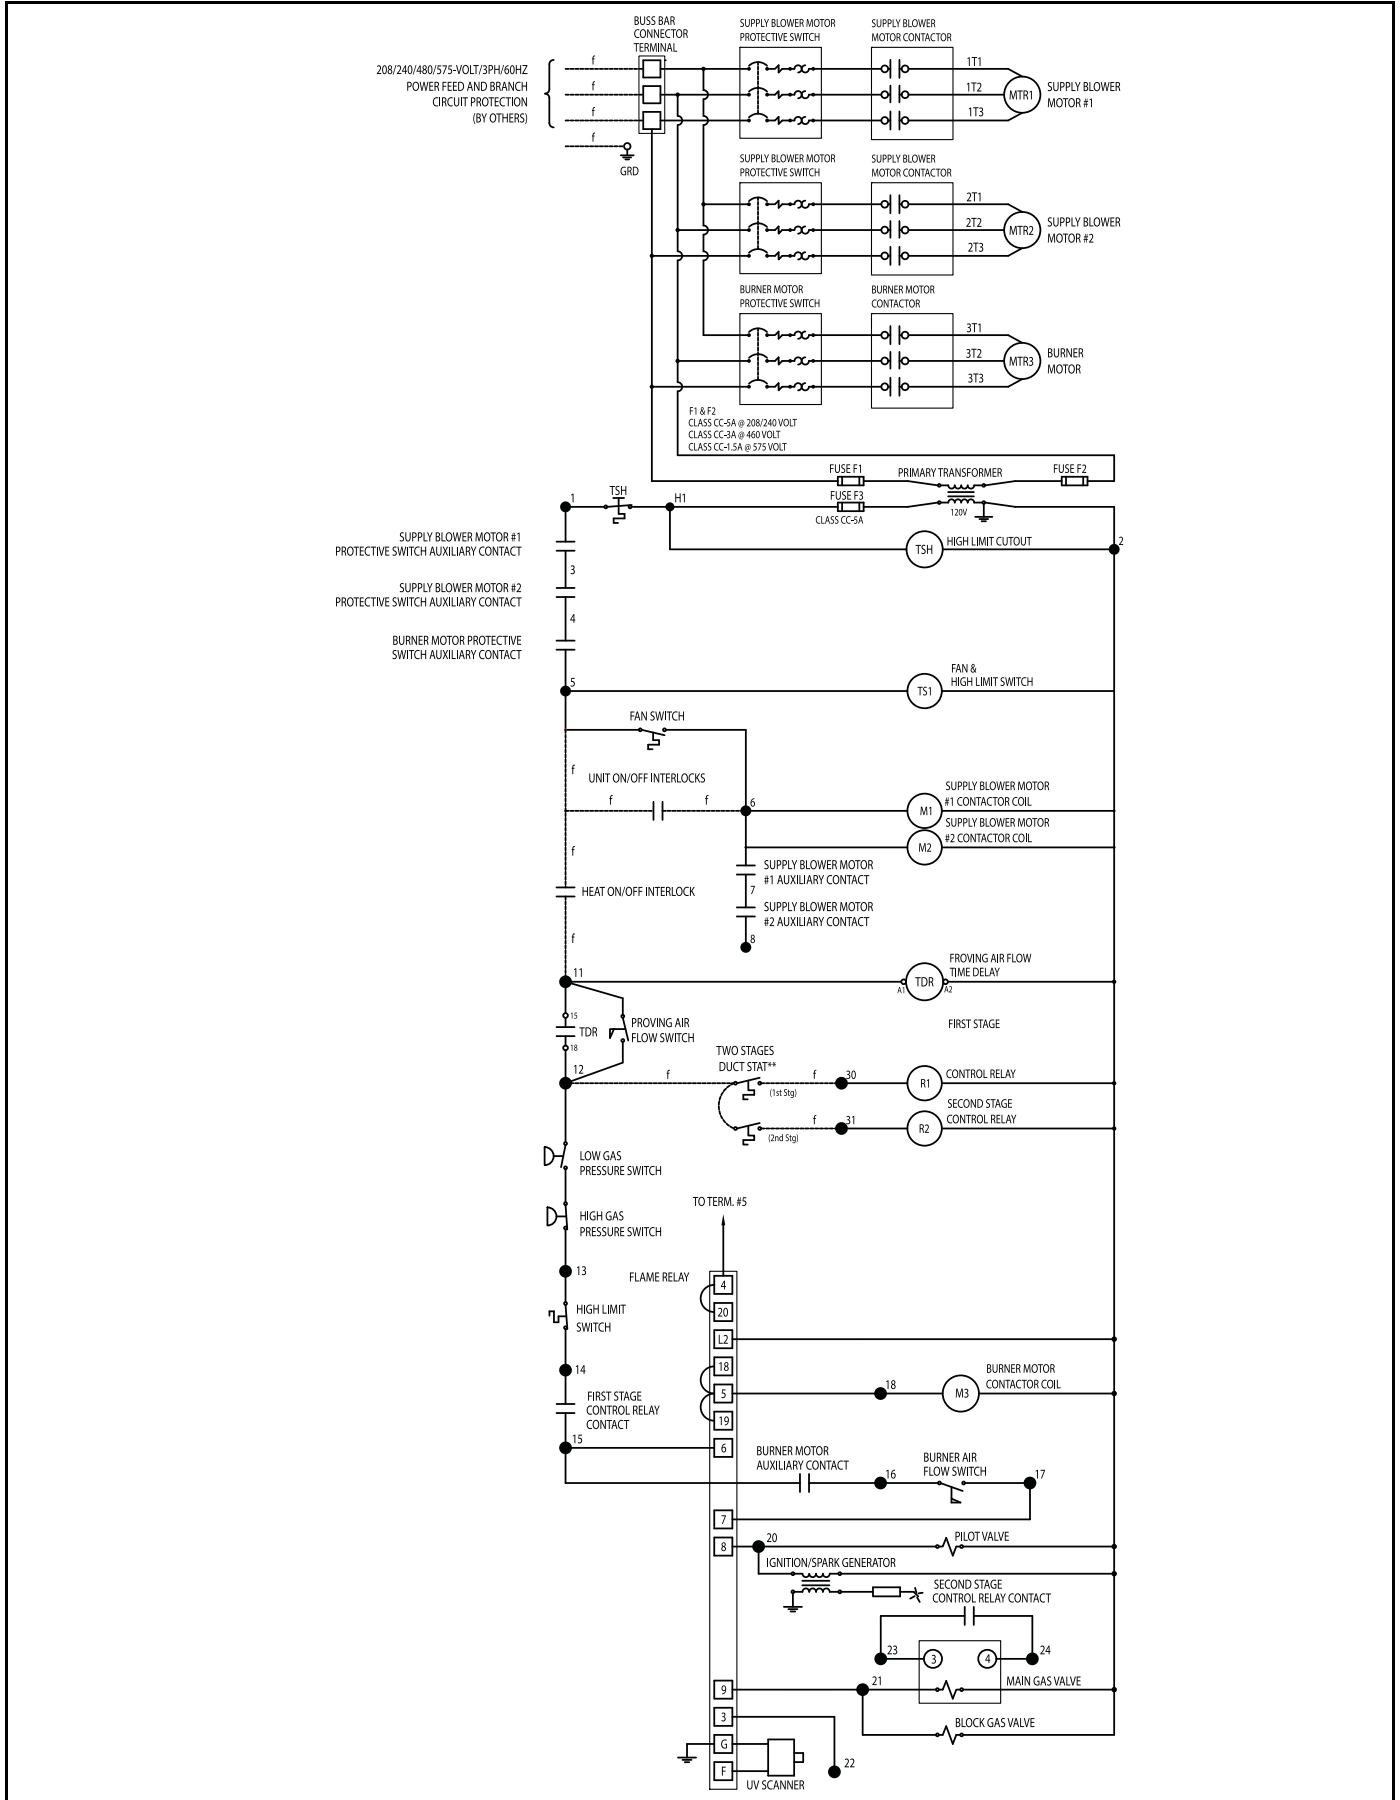 BUSS BAR
CONNECTOR
TERMINAL
SUPPLY BLOWER MOTOR
PROTECTIVE SWITCH
SUPPLY BLOWER
MOTOR CONTACTOR
208/240/480/575-VOLT/3PH/60HZ
POWER FEED AND BRANCH
CIRCUIT PROTECTION
(BY OTHERS)
f
f
f
f
GRD
1T1
1T2
1T3
MTR1
SUPPLY BLOWER
MOTOR #1
SUPPLY BLOWER MOTOR
PROTECTIVE SWITCH
SUPPLY BLOWER
MOTOR CONTACTOR
2T1
2T2
2T3
MTR2
SUPPLY BLOWER
MOTOR #2
BURNER MOTOR
PROTECTIVE SWITCH
BURNER MOTOR
CONTACTOR
3T1
3T2
3T3
MTR3
BURNER
MOTOR
F1 & F2
CLASS CC-5A @ 208/240 VOLT
CLASS CC-3A @ 460 VOLT
CLASS CC-1.5A @ 575 VOLT
FUSE F1
PRIMARY TRANSFORMER
FUSE F2
1
TSH
H1
FUSE F3
CLASS CC-5A
120V
TSH
HIGH LIMIT CUTOUT
2
SUPPLY BLOWER MOTOR #1
PROTECTIVE SWITCH AUXILIARY CONTACT
3
SUPPLY BLOWER MOTOR #2
PROTECTIVE SWITCH AUXILIARY CONTACT
4
BURNER MOTOR PROTECTIVE
SWITCH AUXILIARY CONTACT
5
TS1
FAN &
HIGH LIMIT SWITCH
FAN SWITCH
f
UNIT ON/OFF INTERLOCKS
f
f
6
M1
SUPPLY BLOWER MOTOR
#1 CONTACTOR COIL
M2
SUPPLY BLOWER MOTOR
#2 CONTACTOR COIL
f
SUPPLY BLOWER MOTOR
#1 AUXILIARY CONTACT
7
HEAT ON/OFF INTERLOCK
SUPPLY BLOWER MOTOR
#2 AUXILIARY CONTACT
f
8
11
A1
TDR
A2
FROVING AIR FLOW
TIME DELAY
15
TDR
18
PROVING AIR
FLOW SWITCH
FIRST STAGE
12
f
TWO STAGES
DUCT STAT**
(1st Stg)
f
30
R1
CONTROL RELAY
(2nd Stg)
f
31
R2
SECOND STAGE
CONTROL RELAY
LOW GAS
PRESSURE SWITCH
HIGH GAS
PRESSURE SWITCH
TO TERM. #5
13
FLAME RELAY
4
20
HIGH LIMIT
SWITCH
L2
14
18
5
19
6
18
M3
BURNER MOTOR
CONTACTOR COIL
FIRST STAGE
CONTROL RELAY
CONTACT
15
BURNER MOTOR
AUXILIARY CONTACT
16
BURNER AIR
FLOW SWITCH
17
7
8
20
PILOT VALVE
IGNITION/SPARK GENERATOR
SECOND STAGE
CONTROL RELAY CONTACT
23
3
4
24
9
21
MAIN GAS VALVE
3
BLOCK GAS VALVE
G
F
UV SCANNER
22